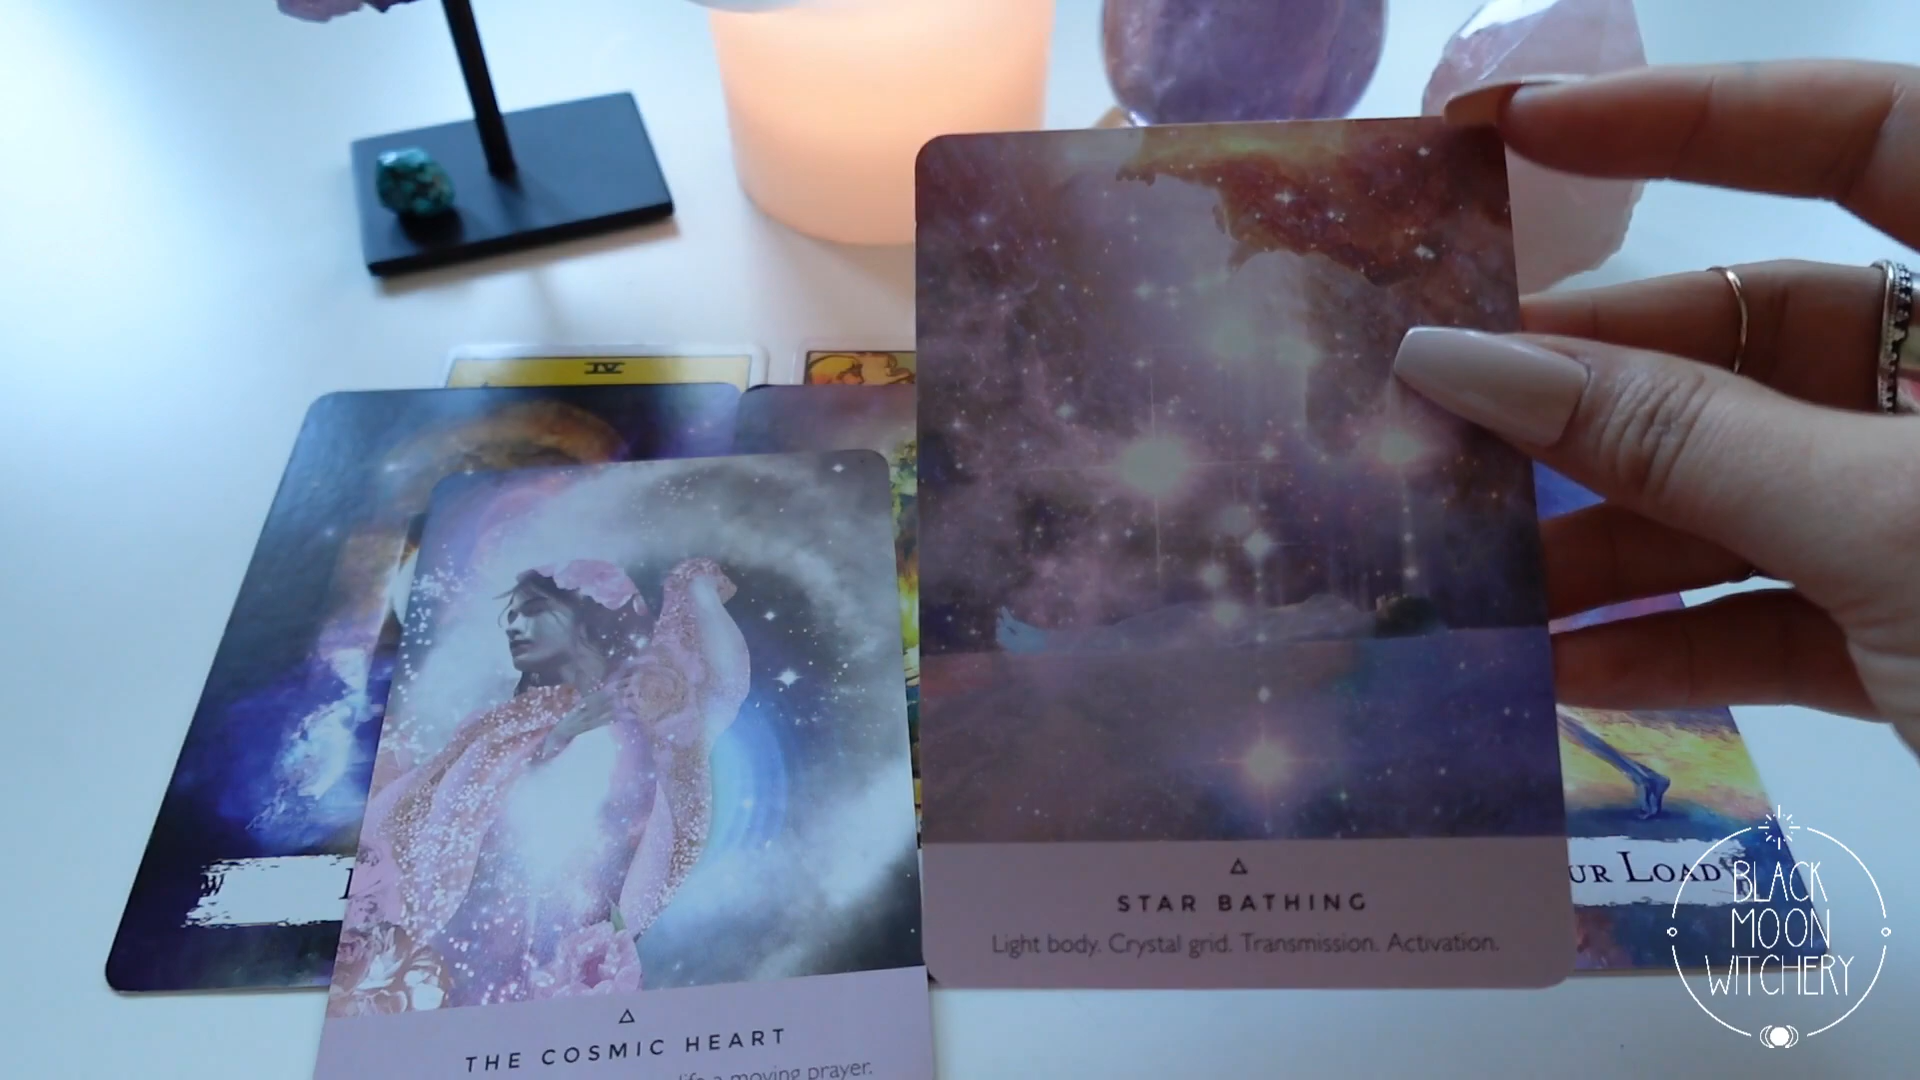 IV
STAR BATHING
Light body. Crystal grid. Transmission. Activation.
THE COSMIC HEART
life a moving prayer.
UR LOAD
BLACK
MOON
WITCHERY